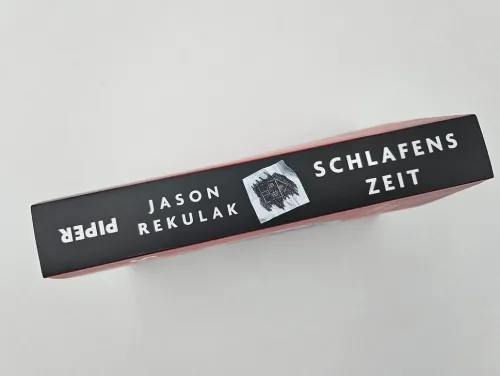 PIPER
JASON
REKULAK
SCHLAFENS
ZEIT